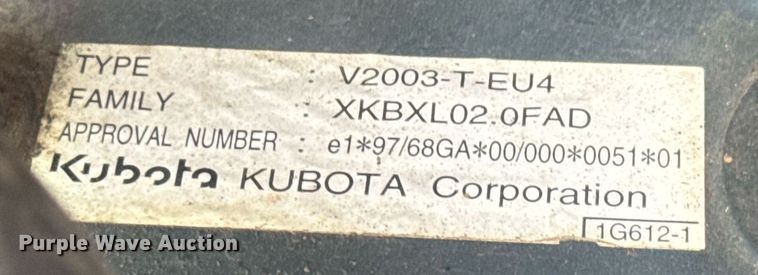 TYPE : V2003-T-EU4
FAMILY : XKBXL02.0FAD
APPROVAL NUMBER : e1*97/68GA*00/000*0051*01
Kubota KUBOTA Corporation
1G612-1
Purple Wave Auction